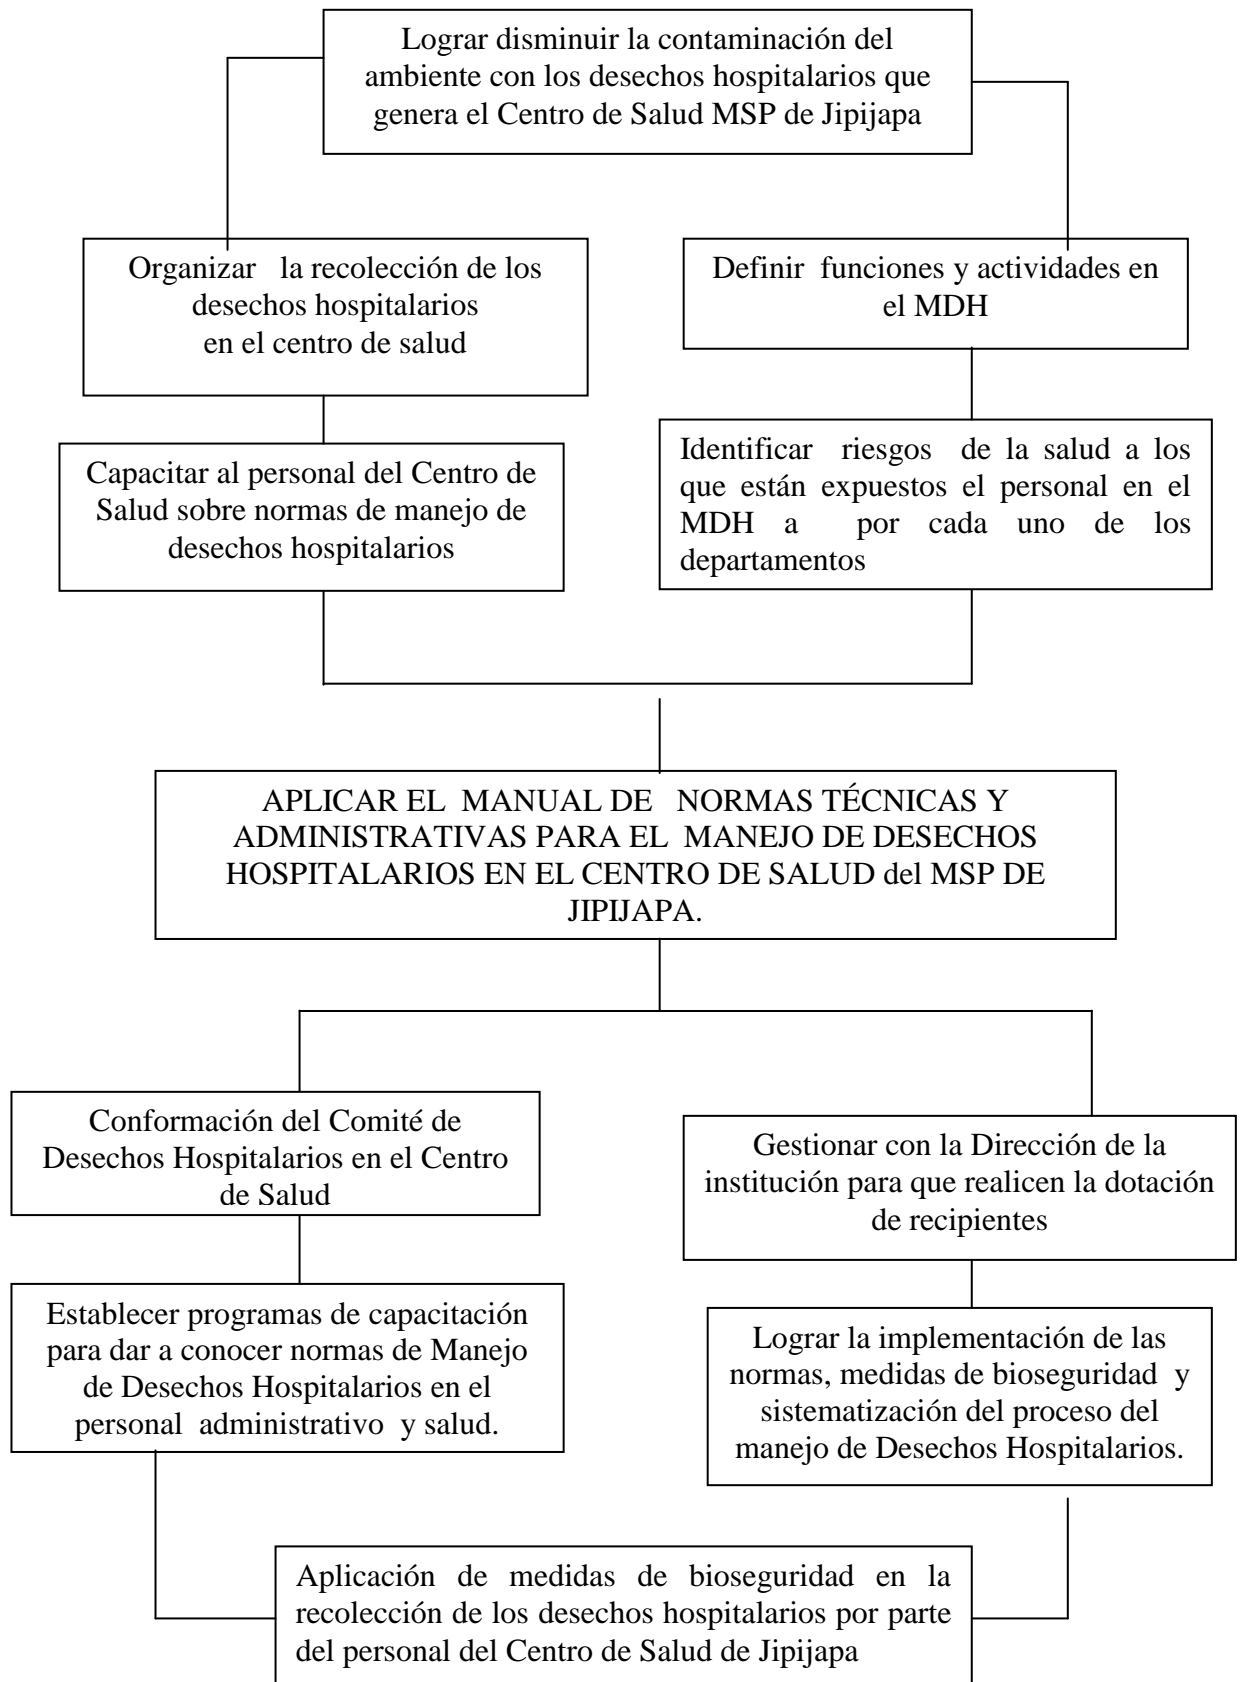 Lograr disminuir la contaminación del
ambiente con los desechos hospitalarios que
genera el Centro de Salud MSP de Jipijapa
Organizar la recolección de los
desechos hospitalarios
en el centro de salud
Definir funciones y actividades en
el MDH
Capacitar al personal del Centro de
Salud sobre normas de manejo de
desechos hospitalarios
Identificar riesgos de la salud a los
que están expuestos el personal en el
MDH a por cada uno de los
departamentos
APLICAR EL MANUAL DE NORMAS TÉCNICAS Y
ADMINISTRATIVAS PARA EL MANEJO DE DESECHOS
HOSPITALARIOS EN EL CENTRO DE SALUD del MSP DE
JIPIJAPA.
Conformación del Comité de
Desechos Hospitalarios en el Centro
de Salud
Gestionar con la Dirección de la
institución para que realicen la dotación
de recipientes
Establecer programas de capacitación
para dar a conocer normas de Manejo
de Desechos Hospitalarios en el
personal administrativo y salud.
Lograr la implementación de las
normas, medidas de bioseguridad y
sistematización del proceso del
manejo de Desechos Hospitalarios.
Aplicación de medidas de bioseguridad en la
recolección de los desechos hospitalarios por parte
del personal del Centro de Salud de Jipijapa